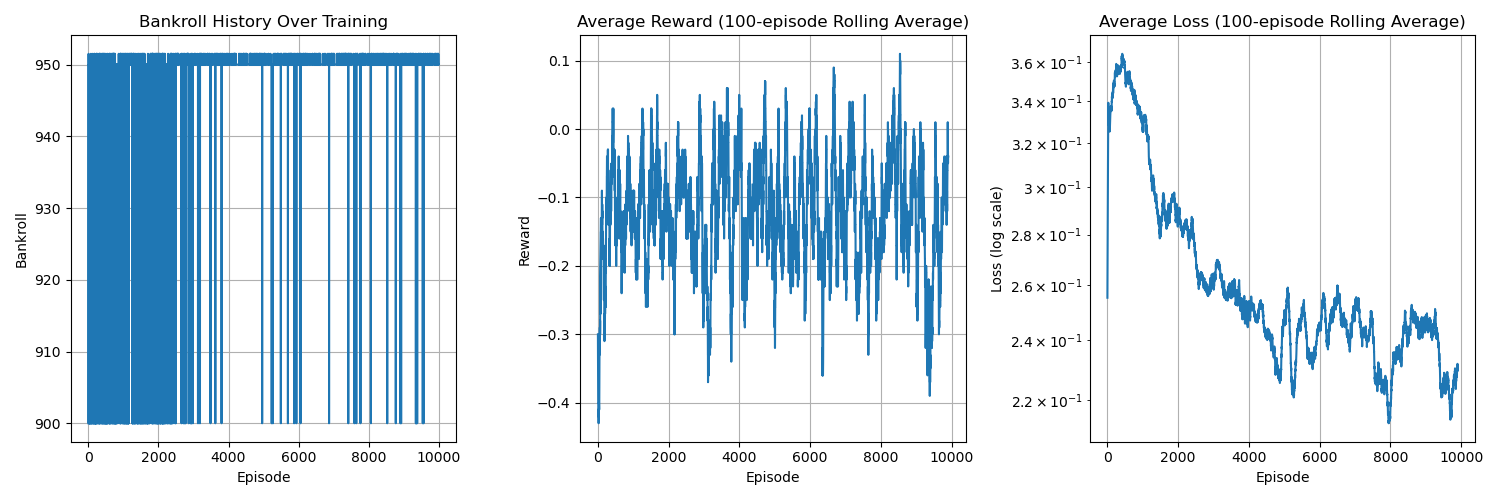 Bankroll History Over Training
950
940
930
920
910
900
Bankroll
0
2000
4000
6000
8000
10000
Episode
Average Reward (100-episode Rolling Average)
0.1
0.0
−0.1
−0.2
−0.3
−0.4
Reward
0
2000
4000
6000
8000
10000
Episode
Average Loss (100-episode Rolling Average)
3.6 × 10⁻¹
3.4 × 10⁻¹
3.2 × 10⁻¹
3 × 10⁻¹
2.8 × 10⁻¹
2.6 × 10⁻¹
2.4 × 10⁻¹
2.2 × 10⁻¹
Loss (log scale)
0
2000
4000
6000
8000
10000
Episode